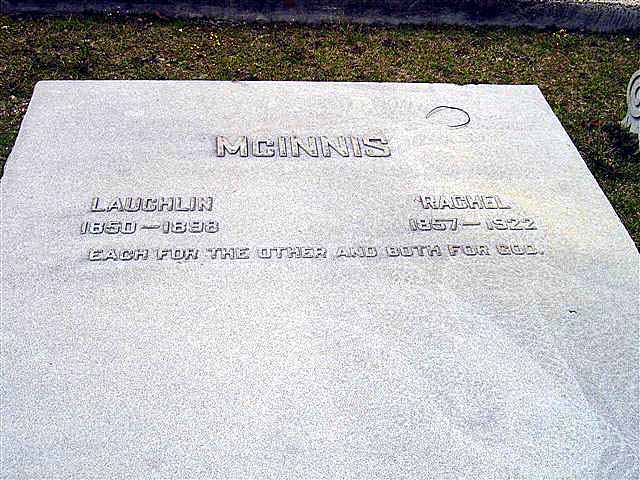 McINNIS
LAUCHLIN RACHEL
1850–1898 1857–1922
EACH FOR THE OTHER AND BOTH FOR GOD.